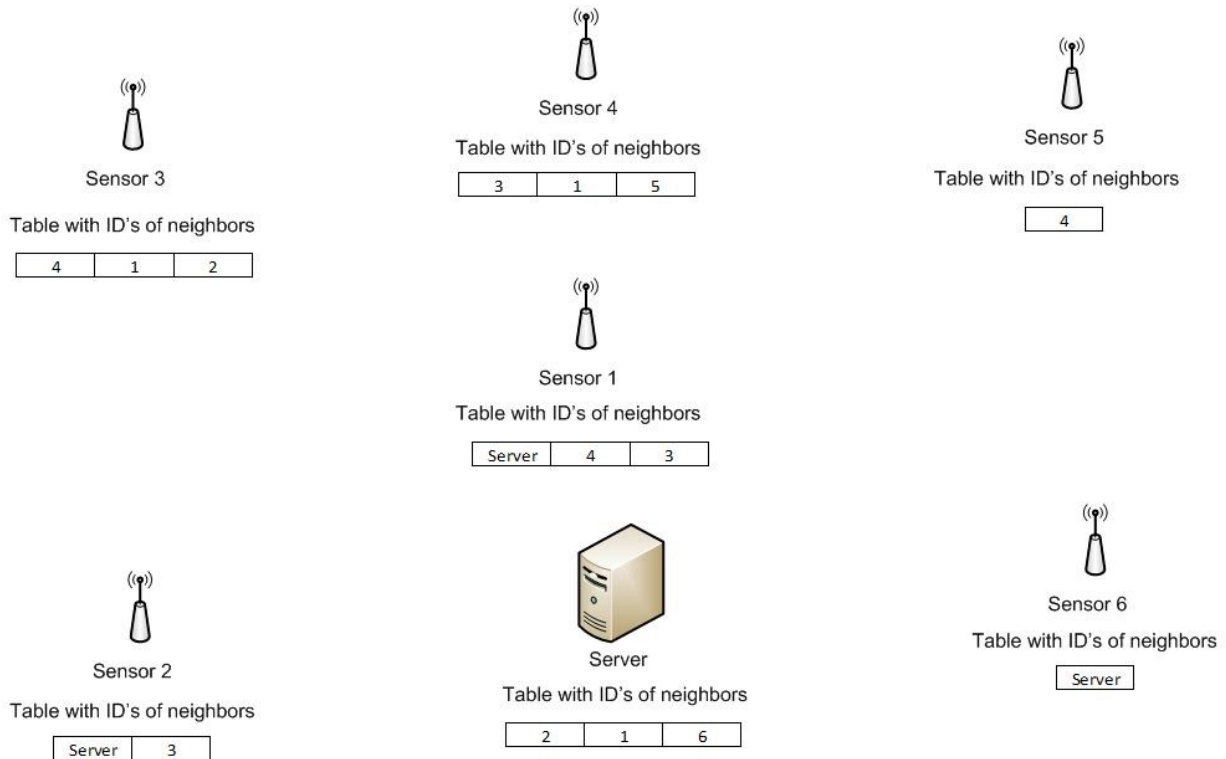 Sensor 4
Table with ID's of neighbors
3 1 5
Sensor 5
Table with ID's of neighbors
4
Sensor 3
Table with ID's of neighbors
4 1 2
Sensor 1
Table with ID's of neighbors
Server 4 3
Sensor 2
Table with ID's of neighbors
Server 3
Server
Table with ID's of neighbors
2 1 6
Sensor 6
Table with ID's of neighbors
Server